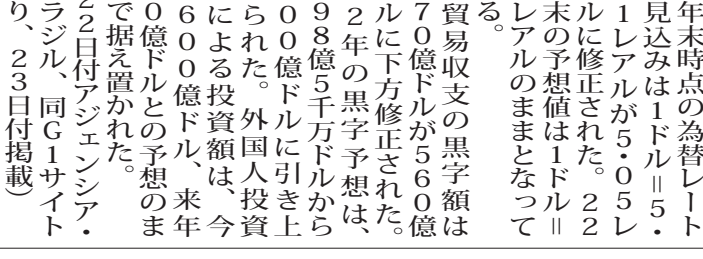 年末時点の為替レート
見込みは1ドル＝5・
1レアルが5・05レ
ルに修正された。22
末の予想値は1ドル＝
レアルのままとなって
る。
貿易収支の黒字額は
70億ドルが560億
ルに下方修正された。
2年の黒字予想は、
98億5千万ドルから
00億ドルに引き上
られた。外国人投資
による投資額は、今
600億ドル、来年
0億ドルとの予想のま
で据え置かれた。
22日付アジェンシア・
ラジル、同G1サイト
り、23日付掲載）